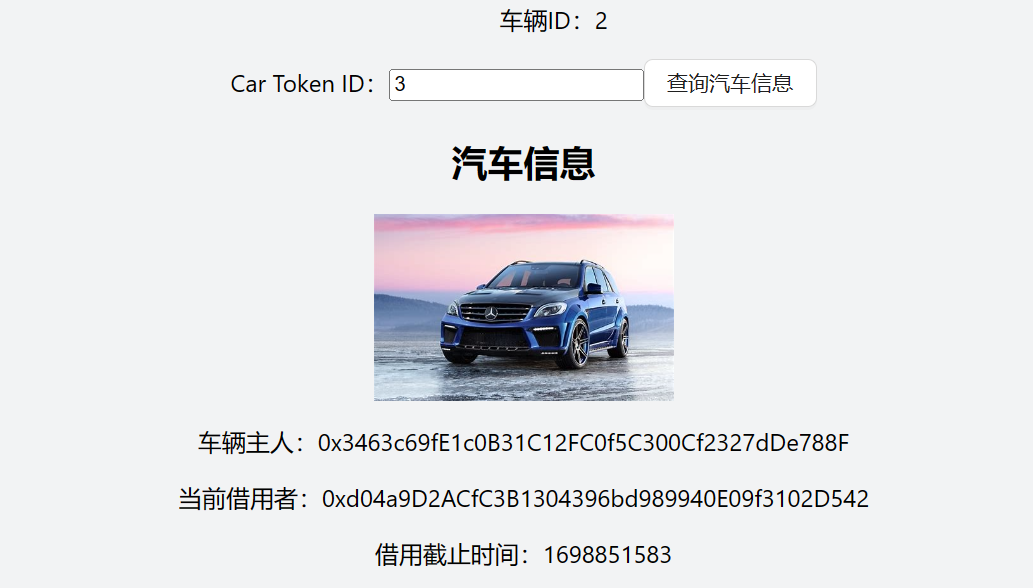 车辆ID：2
Car Token ID： 3 查询汽车信息
汽车信息
车辆主人：0x3463c69fE1c0B31C12FC0f5C300Cf2327dDe788F
当前借用者：0xd04a9D2ACfC3B1304396bd989940E09f3102D542
借用截止时间：1698851583